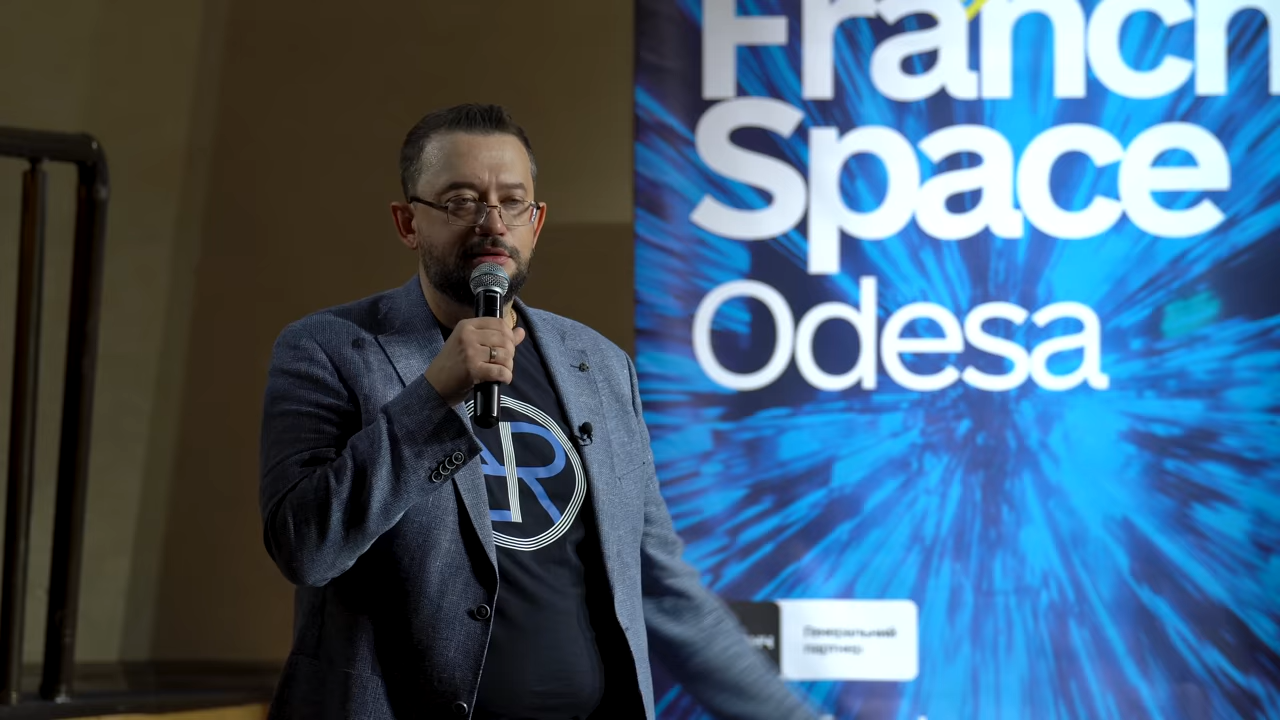 Franch
Space
Odesa
Генеральний
партнер